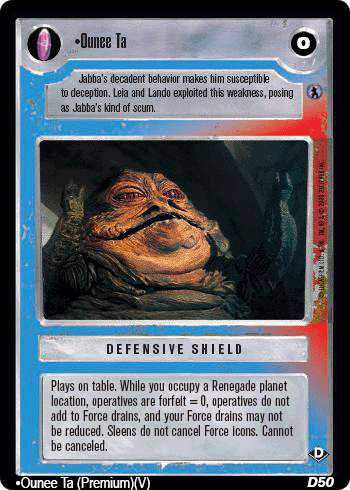 •Ounee Ta
0
Jabba's decadent behavior makes him susceptible
to deception. Leia and Lando exploited this weakness, posing
as Jabba's kind of scum.
DEFENSIVE SHIELD
Plays on table. While you occupy a Renegade planet
location, operatives are forfeit = 0, operatives do not
add to Force drains, and your Force drains may not
be reduced. Sleens do not cancel Force icons. Cannot
be canceled.
D
•Ounee Ta (Premium)(V)
D50